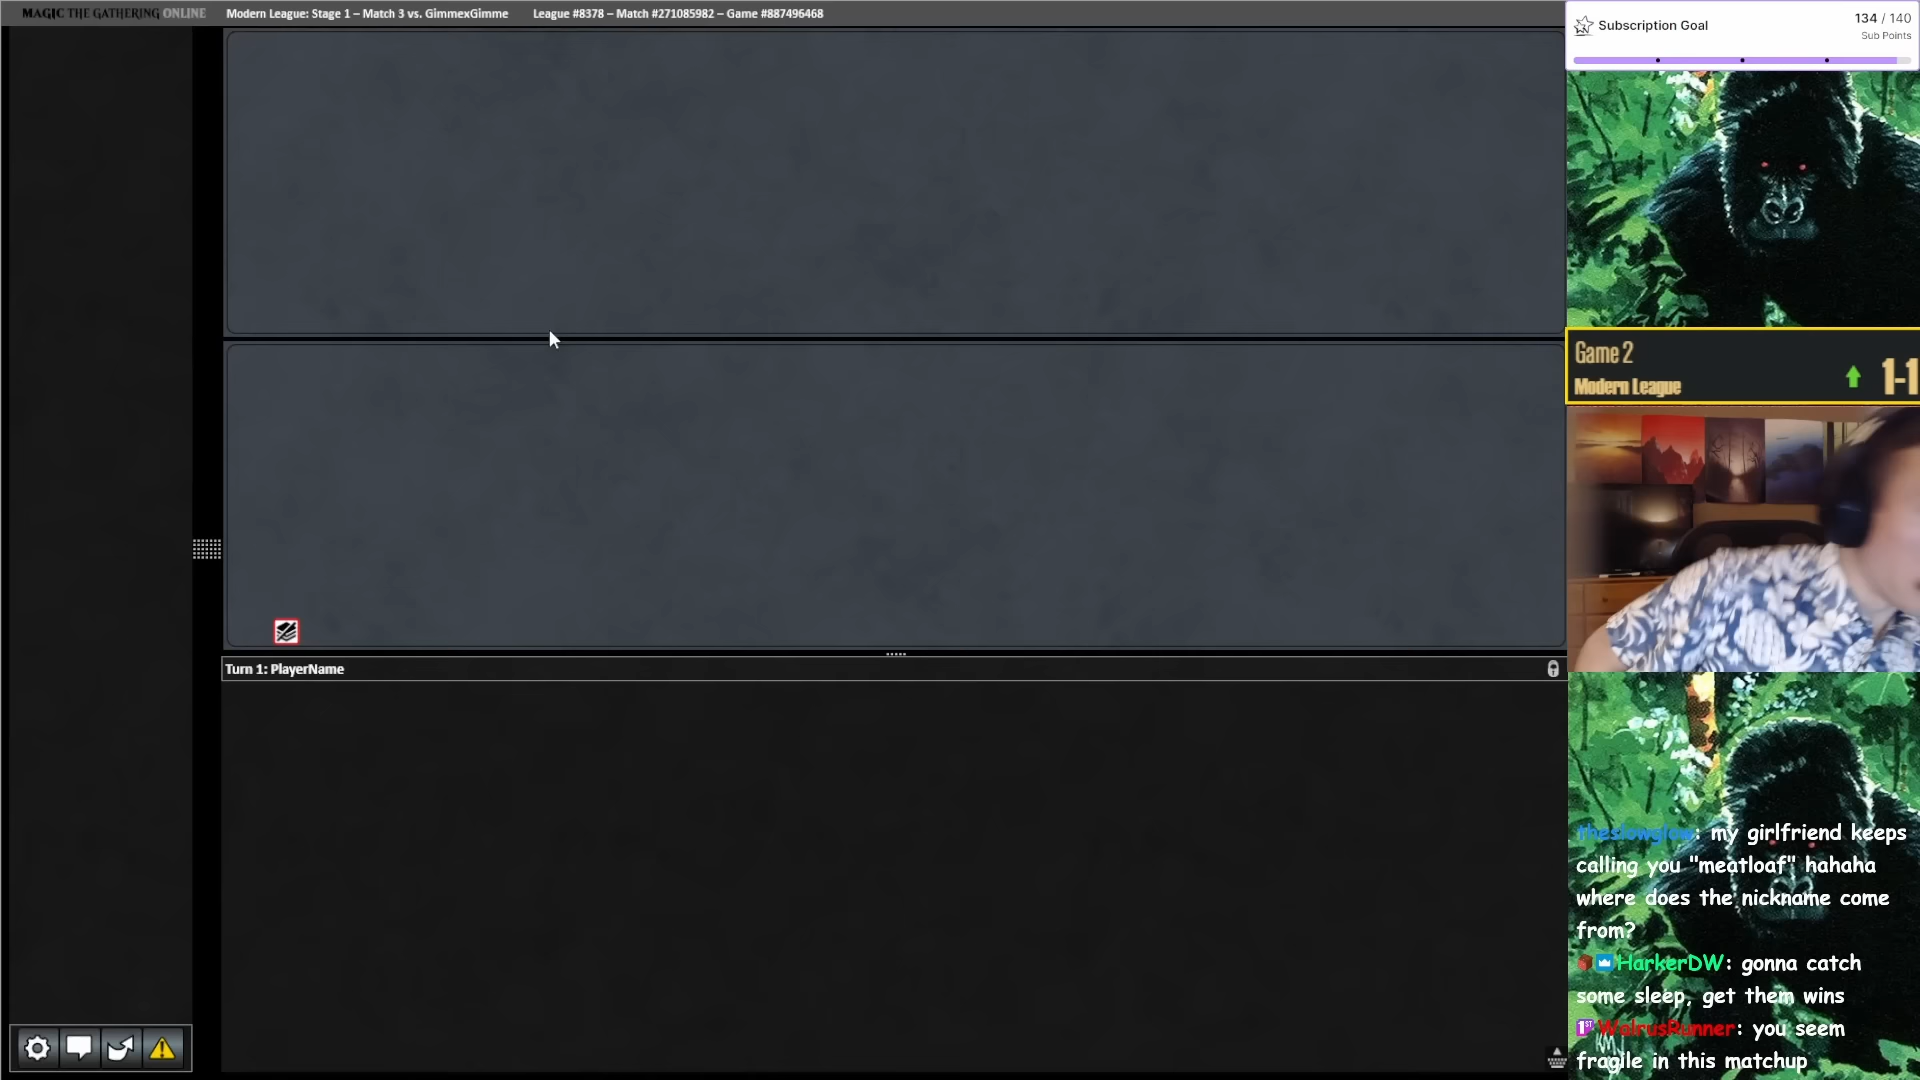 MAGIC THE GATHERING ONLINE
Modern League: Stage 1 – Match 3 vs. GimmexGimme
League #8378 – Match #271085982 – Game #887496468
Subscription Goal
134 / 140
Sub Points
Game 2
Modern League
1-1
Turn 1: PlayerName
theslowglow: my girlfriend keeps
calling you "meatloaf" hahaha
where does the nickname come
from?
HarkerDW: gonna catch
some sleep, get them wins
1ST WalrusRunner: you seem
fragile in this matchup